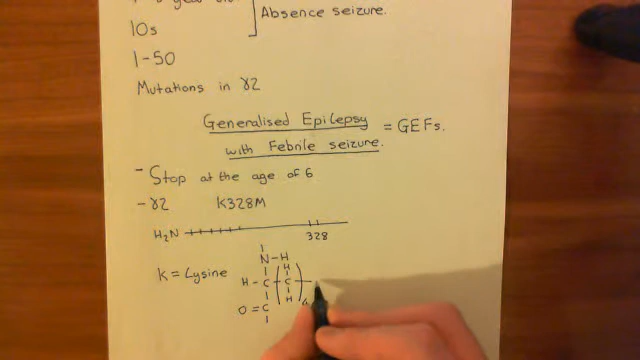 10s
Absence seizure.
1-50
Mutations in γ2
Generalised Epilepsy
with Febrile seizure. = GEFs.
- Stop at the age of 6
- γ2 K328M
H₂N 328
K = Lysine
N-H
H
H-C-C-
H
O=C